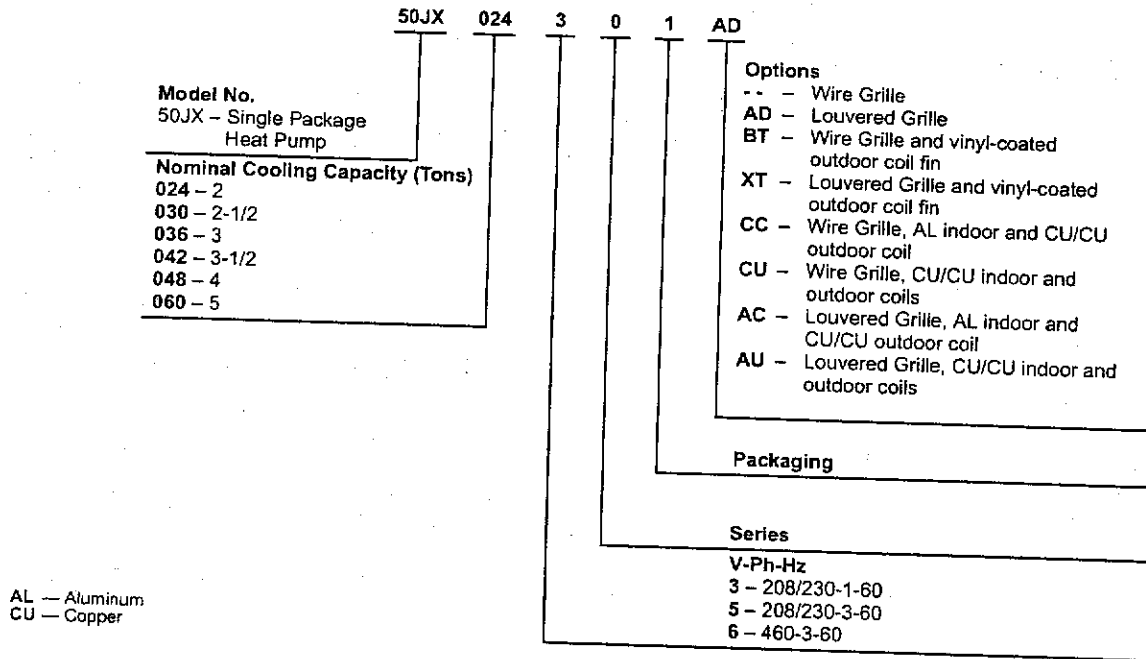 50JX 024 3 0 1 AD
Model No.
50JX – Single Package
Heat Pump
Nominal Cooling Capacity (Tons)
024 – 2
030 – 2-1/2
036 – 3
042 – 3-1/2
048 – 4
060 – 5
Options
-- – Wire Grille
AD – Louvered Grille
BT – Wire Grille and vinyl-coated
outdoor coil fin
XT – Louvered Grille and vinyl-coated
outdoor coil fin
CC – Wire Grille, AL indoor and CU/CU
outdoor coil
CU – Wire Grille, CU/CU indoor and
outdoor coils
AC – Louvered Grille, AL indoor and
CU/CU outdoor coil
AU – Louvered Grille, CU/CU indoor and
outdoor coils
Packaging
Series
V-Ph-Hz
3 – 208/230-1-60
5 – 208/230-3-60
6 – 460-3-60
AL — Aluminum
CU — Copper